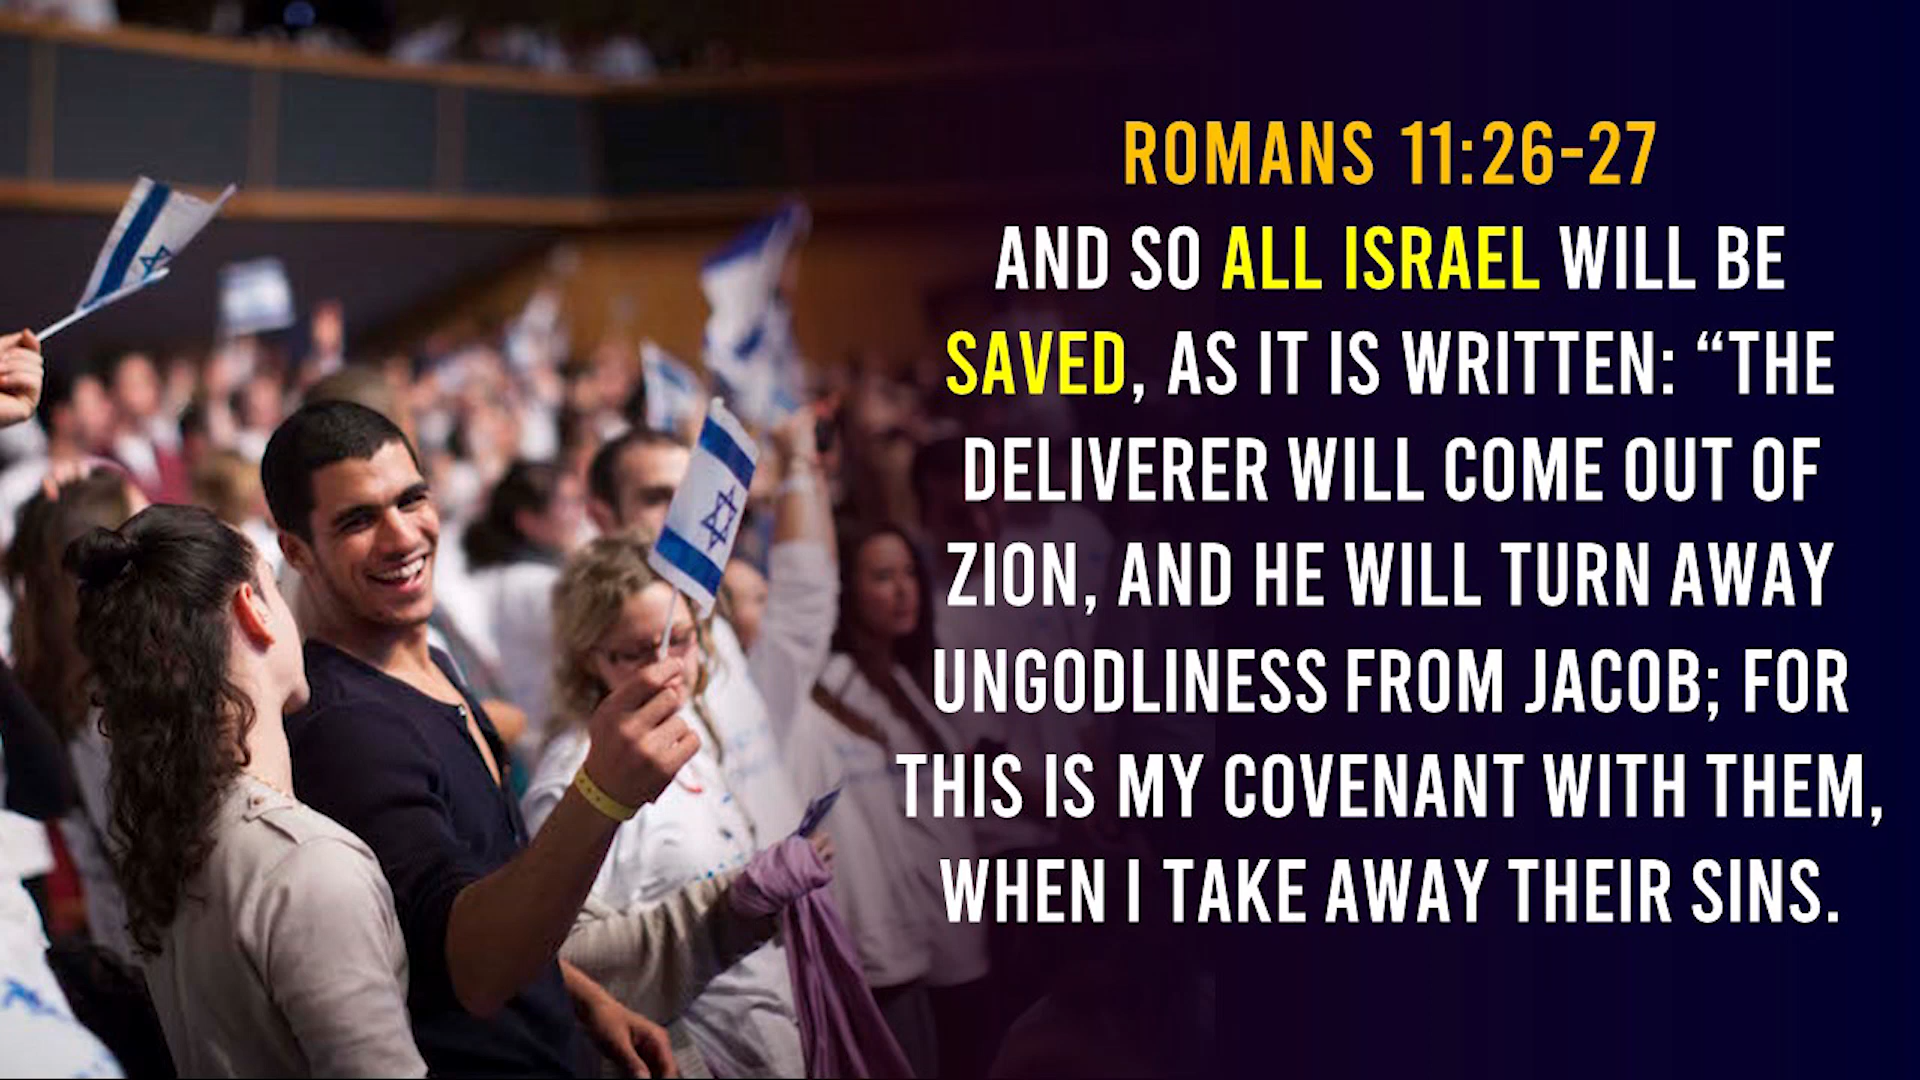 ROMANS 11:26-27
AND SO ALL ISRAEL WILL BE
SAVED, AS IT IS WRITTEN: “THE
DELIVERER WILL COME OUT OF
ZION, AND HE WILL TURN AWAY
UNGODLINESS FROM JACOB; FOR
THIS IS MY COVENANT WITH THEM,
WHEN I TAKE AWAY THEIR SINS.